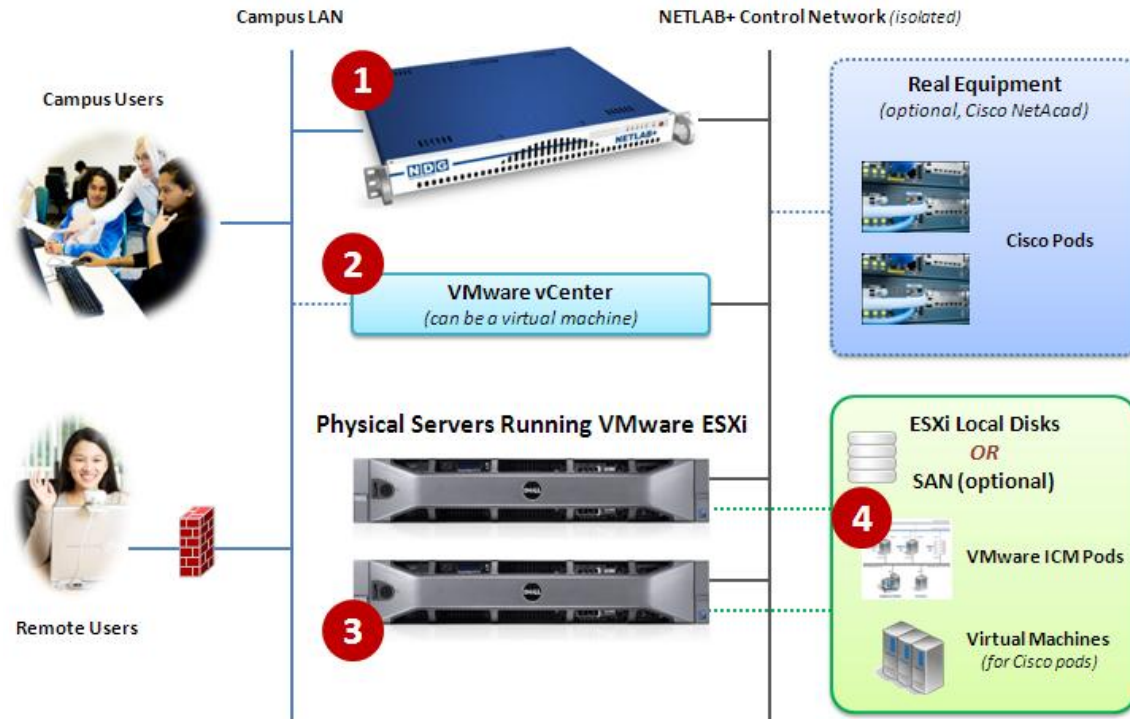 Campus LAN
NETLAB+ Control Network (isolated)
1
NDG
NETLAB+
Campus Users
Real Equipment
(optional, Cisco NetAcad)
Cisco Pods
2
VMware vCenter
(can be a virtual machine)
Physical Servers Running VMware ESXi
DELL
DELL
3
Remote Users
ESXi Local Disks
OR
SAN (optional)
4
VMware ICM Pods
Virtual Machines
(for Cisco pods)